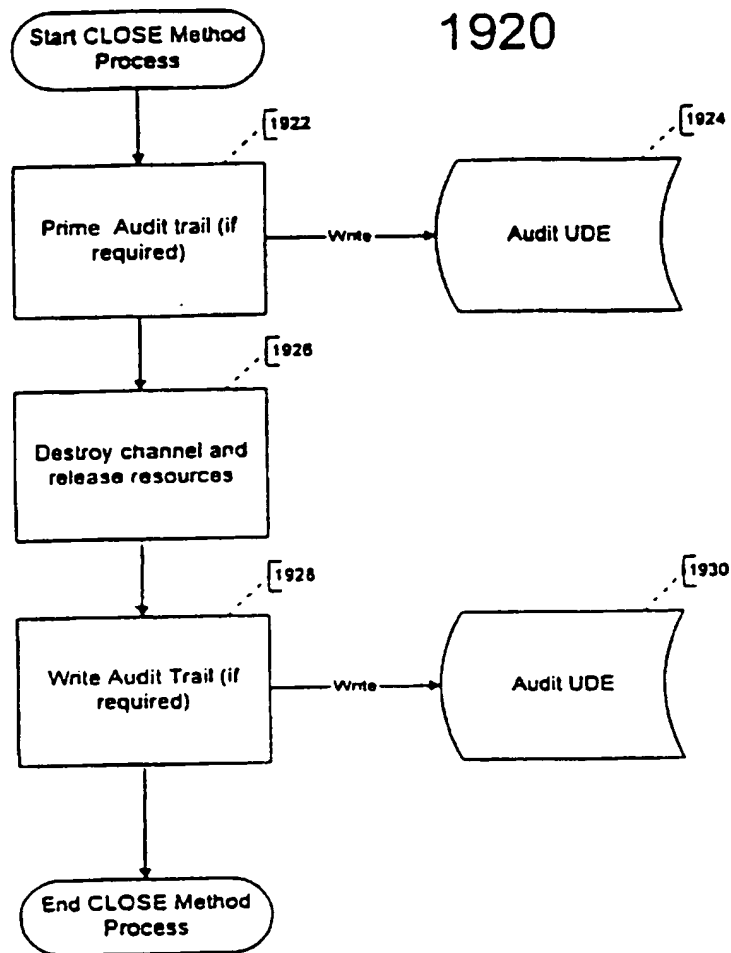 Start CLOSE Method
Process
1920
1922
1924
Prime Audit trail (if
required)
Write
Audit UDE
1926
Destroy channel and
release resources
1928
1930
Write Audit Trail (if
required)
Write
Audit UDE
End CLOSE Method
Process